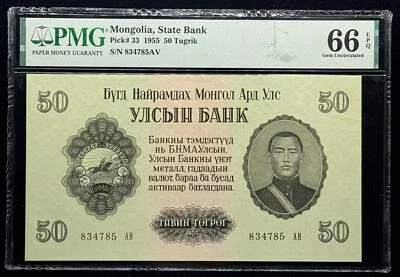 PMG
PAPER MONEY GUARANTY
Mongolia, State Bank
Pick# 33 1955 50 Tugrik
S/N 834785AV
66 EPQ
Gem Uncirculated
50 Бүгд Найрамдах Монгол Ард Улс 50
УЛСЫН БАНК
Банкны тэмдэгтүүд
нь Б.Н.М.А.Улсын,
Улсын Банкны үнэт
металл, гадаадын
валют, бараа ба бусад
активаар батлагдана.
ТАВИН ТӨГРӨГ
1955
50 834785 АВ 834785 АВ 50